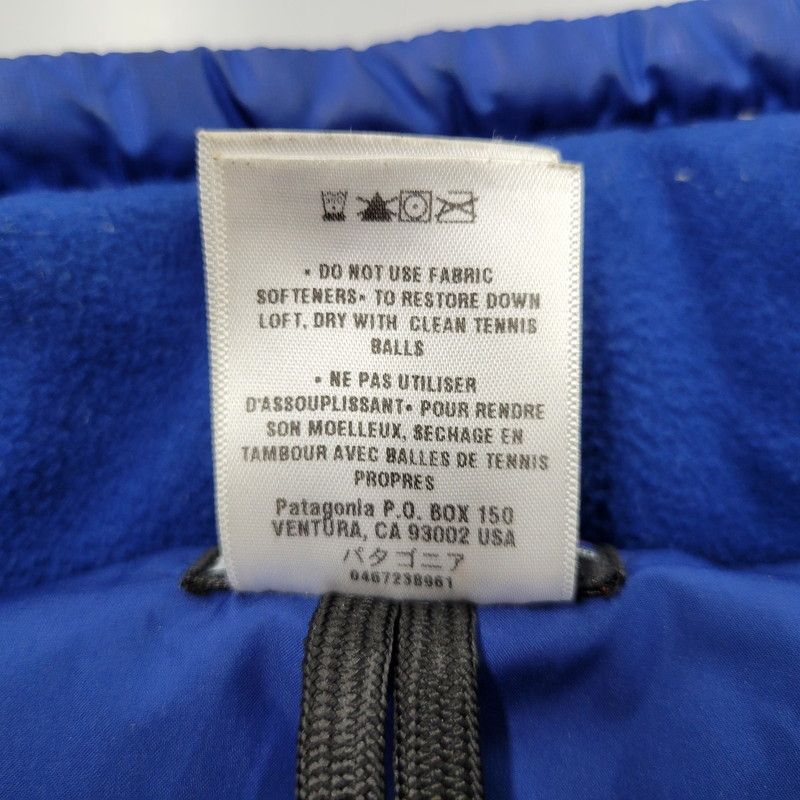 • DO NOT USE FABRIC
SOFTENERS• TO RESTORE DOWN
LOFT, DRY WITH CLEAN TENNIS
BALLS
• NE PAS UTILISER
D'ASSOUPLISSANT• POUR RENDRE
SON MOELLEUX, SECHAGE EN
TAMBOUR AVEC BALLES DE TENNIS
PROPRES
Patagonia P.O. BOX 150
VENTURA, CA 93002 USA
パタゴニア
0467238961